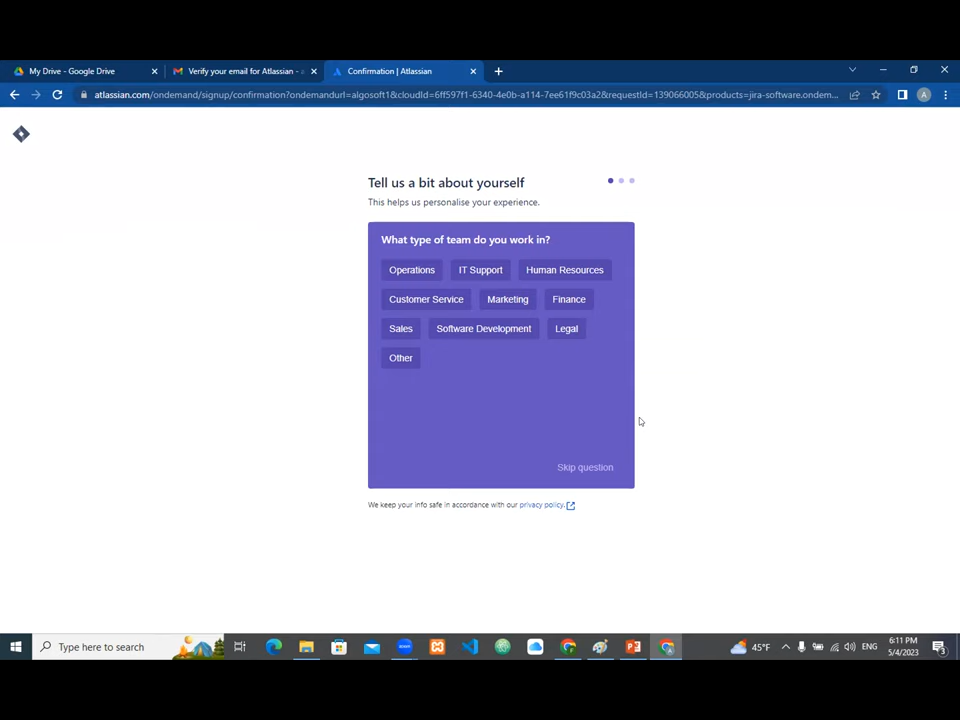 My Drive - Google Drive
Verify your email for Atlassian - a
Confirmation | Atlassian
atlassian.com/ondemand/signup/confirmation?ondemandurl=algosoft1&cloudId=6ff597f1-6340-4e0b-a114-7ee61f9c03a2&requestId=139066005&products=jira-software.ondem...
A
Tell us a bit about yourself
This helps us personalise your experience.
What type of team do you work in?
Operations IT Support Human Resources
Customer Service Marketing Finance
Sales Software Development Legal
Other
Skip question
We keep your info safe in accordance with our privacy policy.
Type here to search
45°F
ENG
6:11 PM
5/4/2023
3